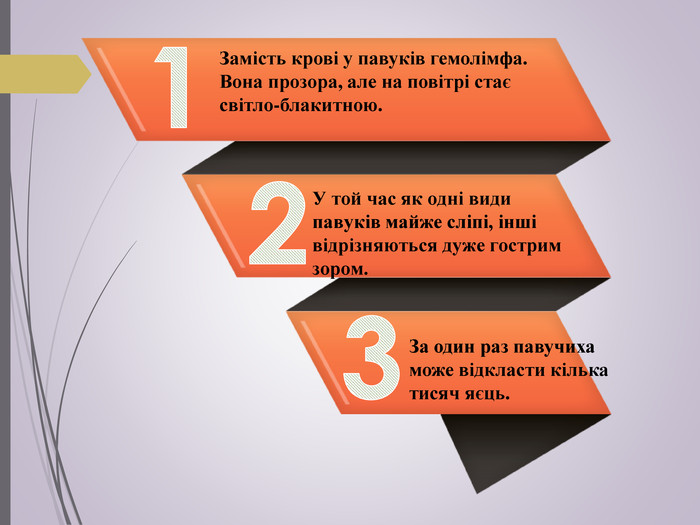 1
Замість крові у павуків гемолімфа.
Вона прозора, але на повітрі стає
світло-блакитною.
2
У той час як одні види
павуків майже сліпі, інші
відрізняються дуже гострим
зором.
3
За один раз павучиха
може відкласти кілька
тисяч яєць.